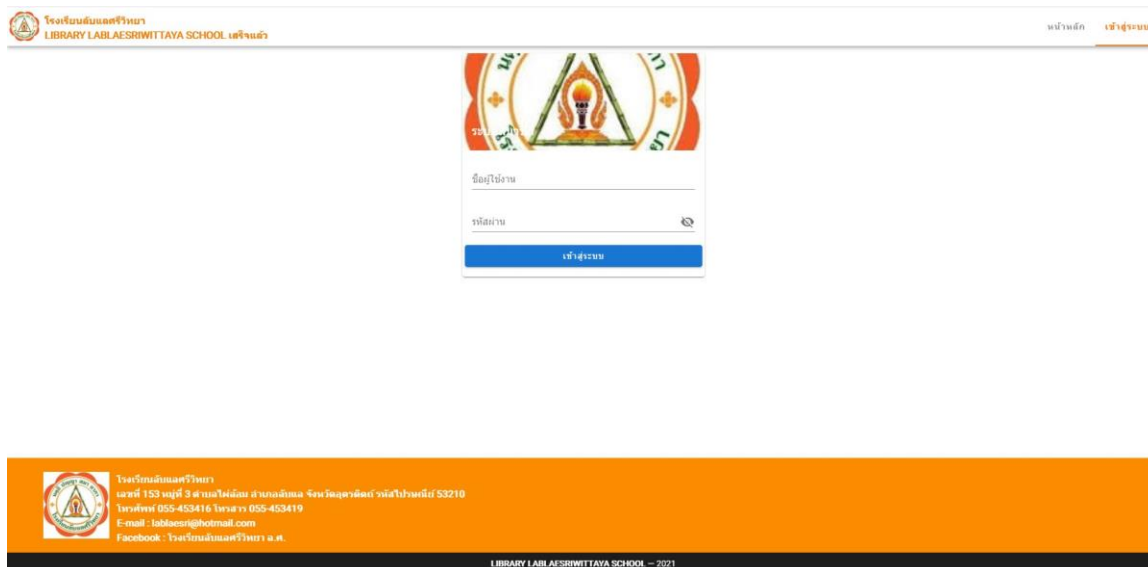 โรงเรียนลับแลศรีวิทยา
LIBRARY LABLAESRIWITTAYA SCHOOL เสร็จแล้ว
หน้าหลัก
เข้าสู่ระบบ
ชื่อผู้ใช้งาน
รหัสผ่าน
เข้าสู่ระบบ
โรงเรียนลับแลศรีวิทยา
เลขที่ 153 หมู่ที่ 3 ตำบลไผ่ล้อม อำเภอลับแล จังหวัดอุตรดิตถ์ รหัสไปรษณีย์ 53210
โทรศัพท์ 055-453416 โทรสาร 055-453419
E-mail : lablaesri@hotmail.com
Facebook : โรงเรียนลับแลศรีวิทยา อ.ต.
LIBRARY LABLAESRIWITTAYA SCHOOL — 2021